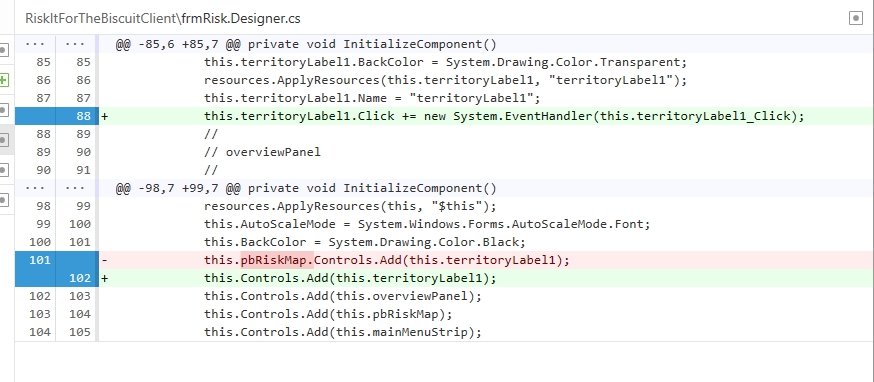 RiskItForTheBiscuitClient\frmRisk.Designer.cs
... ... @@ -85,6 +85,7 @@ private void InitializeComponent()
85 85 this.territoryLabel1.BackColor = System.Drawing.Color.Transparent;
86 86 resources.ApplyResources(this.territoryLabel1, "territoryLabel1");
87 87 this.territoryLabel1.Name = "territoryLabel1";
88 + this.territoryLabel1.Click += new System.EventHandler(this.territoryLabel1_Click);
88 89 //
89 90 // overviewPanel
90 91 //
... ... @@ -98,7 +99,7 @@ private void InitializeComponent()
98 99 resources.ApplyResources(this, "$this");
99 100 this.AutoScaleMode = System.Windows.Forms.AutoScaleMode.Font;
100 101 this.BackColor = System.Drawing.Color.Black;
101 - this.pbRiskMap.Controls.Add(this.territoryLabel1);
102 + this.Controls.Add(this.territoryLabel1);
102 103 this.Controls.Add(this.overviewPanel);
103 104 this.Controls.Add(this.pbRiskMap);
104 105 this.Controls.Add(this.mainMenuStrip);